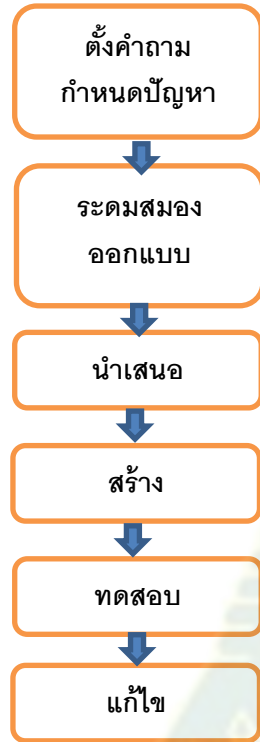 ตั้งคำถาม
กำหนดปัญหา
ระดมสมอง
ออกแบบ
นำเสนอ
สร้าง
ทดสอบ
แก้ไข